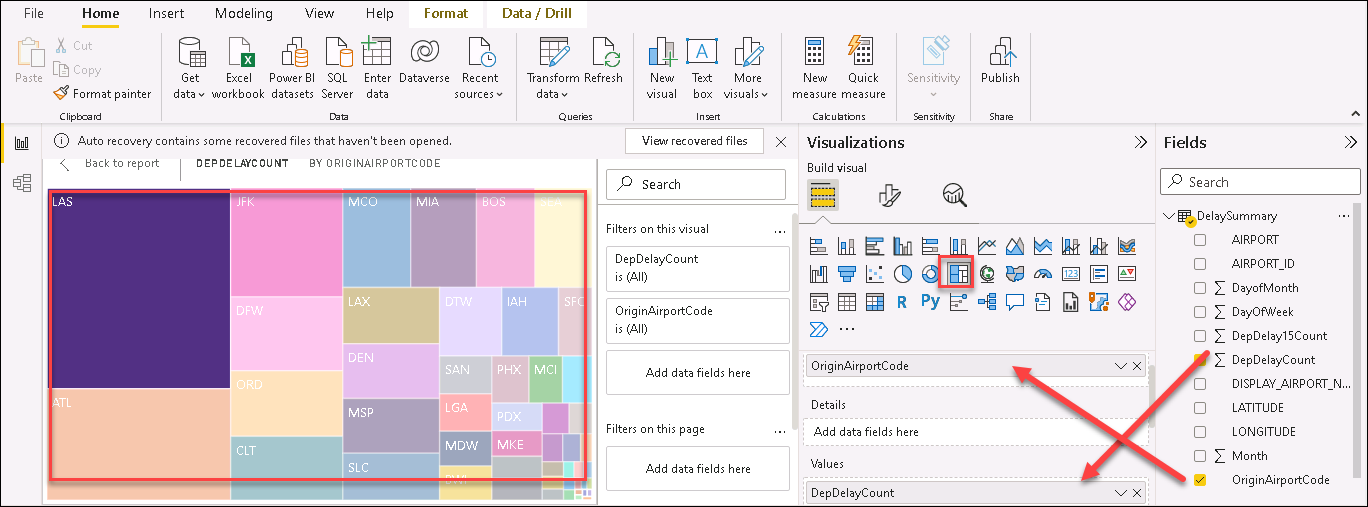 File Home Insert Modeling View Help Format Data / Drill
Paste
Cut
Copy
Format painter
Get data
Excel workbook
Power BI datasets
SQL Server
Enter data
Dataverse
Recent sources
Transform data
Refresh
New visual
Text box
More visuals
New measure
Quick measure
Sensitivity
Publish
Clipboard Data Queries Insert Calculations Sensitivity Share
Auto recovery contains some recovered files that haven't been opened.
View recovered files
Back to report DEPDELAYCOUNT BY ORIGINAIRPORTCODE
LAS
ATL
JFK
DFW
ORD
CLT
MCO
MIA
BOS
SEA
LAX
DEN
MSP
SLC
DTW
IAH
SFO
SAN
PHX
MCI
LGA
PDX
MDW
MKE
BWI
Search
Filters on this visual ...
DepDelayCount
is (All)
OriginAirportCode
is (All)
Add data fields here
Filters on this page ...
Add data fields here
Visualizations
Build visual
123
R
Py
...
OriginAirportCode
Details
Add data fields here
Values
DepDelayCount
Fields
Search
DelaySummary ...
AIRPORT
AIRPORT_ID
∑ DayofMonth
∑ DayOfWeek
∑ DepDelay15Count
∑ DepDelayCount
DISPLAY_AIRPORT_N...
LATITUDE
LONGITUDE
∑ Month
OriginAirportCode